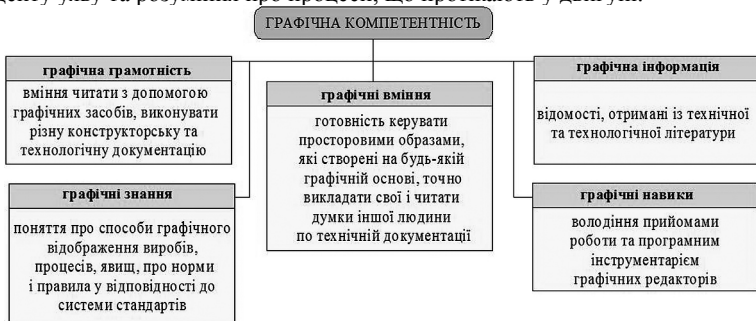 ГРАФІЧНА КОМПЕТЕНТНІСТЬ
графічна грамотність
вміння читати з допомогою
графічних засобів, виконувати
різну конструкторську та
технологічну документацію
графічні знання
поняття про способи графічного
відображення виробів,
процесів, явищ, про норми
і правила у відповідності до
системи стандартів
графічні вміння
готовність керувати
просторовими образами,
які створені на будь-якій
графічній основі, точно
викладати свої і читати
думки іншої людини
по технічній документації
графічна інформація
відомості, отримані із технічної
та технологічної літератури
графічні навики
володіння прийомами
роботи та програмним
інструментарієм
графічних редакторів